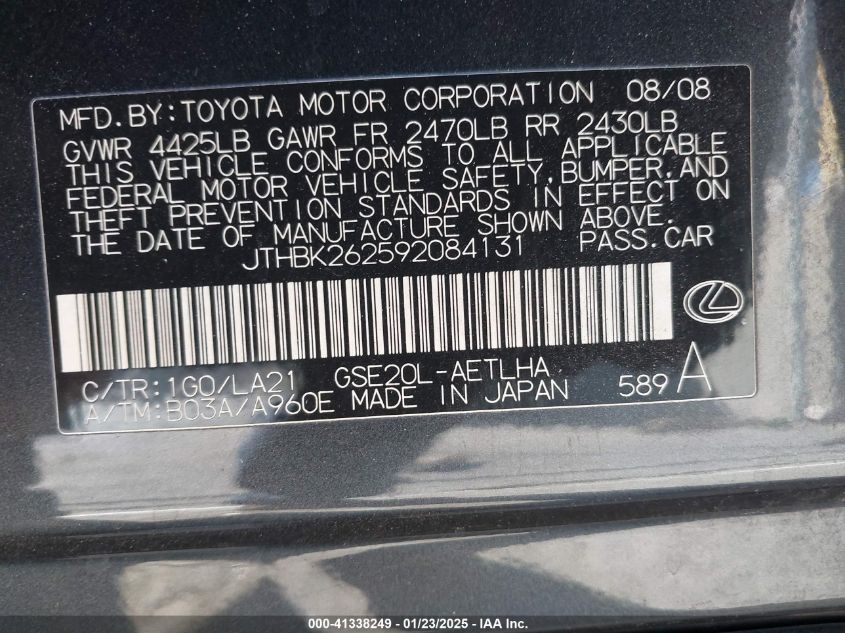 MFD.BY:TOYOTA MOTOR CORPORATION 08/08
GVWR 4425LB GAWR FR 2470LB RR 2430LB
THIS VEHICLE CONFORMS TO ALL APPLICABLE
FEDERAL MOTOR VEHICLE SAFETY,BUMPER,AND
THEFT PREVENTION STANDARDS IN EFFECT ON
THE DATE OF MANUFACTURE SHOWN ABOVE.
JTHBK262592084131 PASS.CAR
C/TR:1G0/LA21 GSE20L-AETLHA
A/TM:B03A/A960E MADE IN JAPAN 589 A
000-41338249 — 01/23/2025 - IAA Inc.